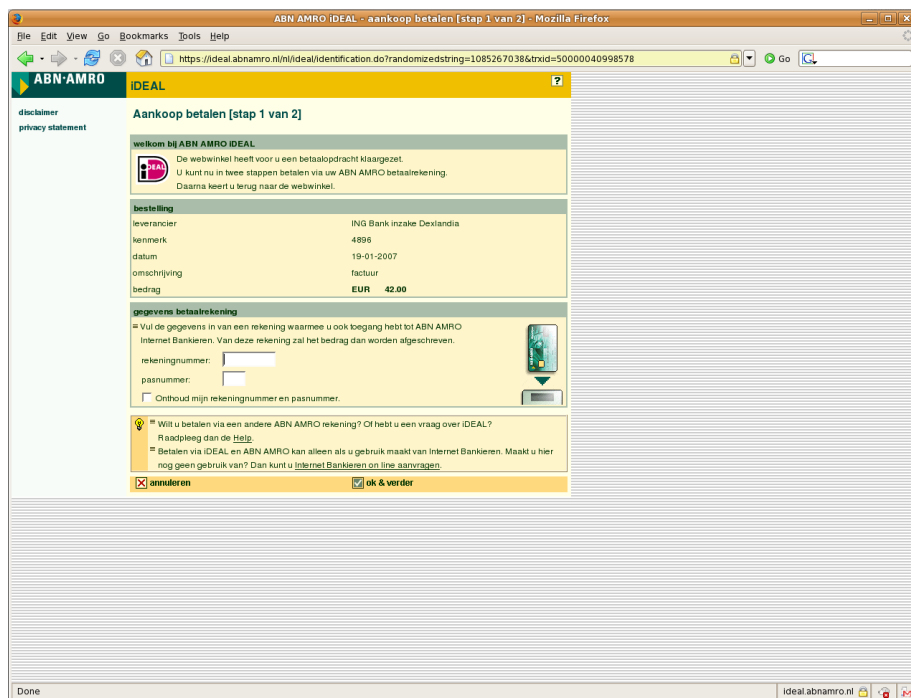 ABN AMRO iDEAL - aankoop betalen [stap 1 van 2] - Mozilla Firefox
File Edit View Go Bookmarks Tools Help
https://ideal.abnamro.nl/nl/ideal/identification.do?randomizedstring=1085267038&trxid=50000040998578
Go
ABN·AMRO
iDEAL
?
disclaimer
privacy statement
Aankoop betalen [stap 1 van 2]
welkom bij ABN AMRO iDEAL
iDEAL
De webwinkel heeft voor u een betaalopdracht klaargezet.
U kunt nu in twee stappen betalen via uw ABN AMRO betaalrekening.
Daarna keert u terug naar de webwinkel.
bestelling
leverancier ING Bank inzake Dexlandia
kenmerk 4896
datum 19-01-2007
omschrijving factuur
bedrag EUR 42.00
gegevens betaalrekening
Vul de gegevens in van een rekening waarmee u ook toegang hebt tot ABN AMRO
Internet Bankieren. Van deze rekening zal het bedrag dan worden afgeschreven.
rekeningnummer:
pasnummer:
Onthoud mijn rekeningnummer en pasnummer.
Wilt u betalen via een andere ABN AMRO rekening? Of hebt u een vraag over iDEAL?
Raadpleeg dan de Help.
Betalen via iDEAL en ABN AMRO kan alleen als u gebruik maakt van Internet Bankieren. Maakt u hier
nog geen gebruik van? Dan kunt u Internet Bankieren on line aanvragen.
annuleren ok & verder
Done ideal.abnamro.nl